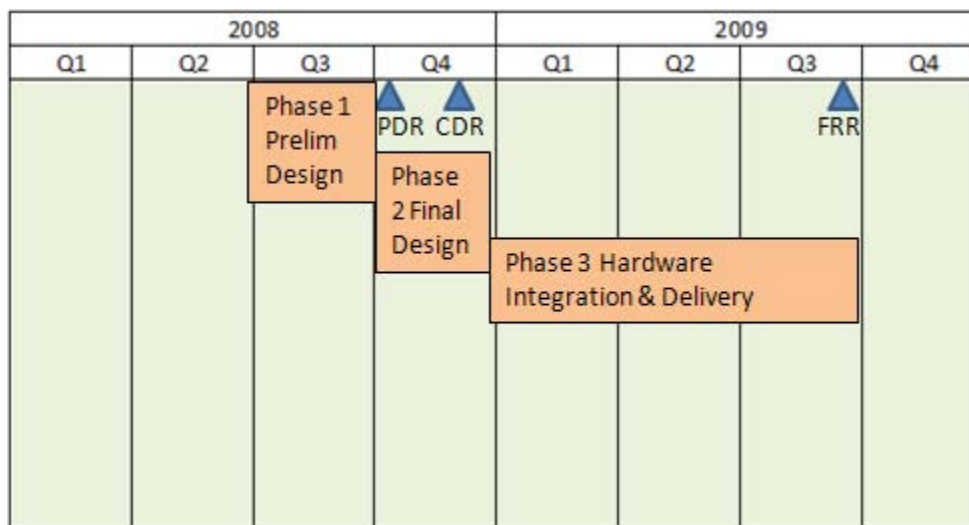 2008 2009
Q1 Q2 Q3 Q4 Q1 Q2 Q3 Q4
Phase 1
Prelim
Design
PDR CDR
FRR
Phase
2 Final
Design
Phase 3 Hardware
Integration & Delivery